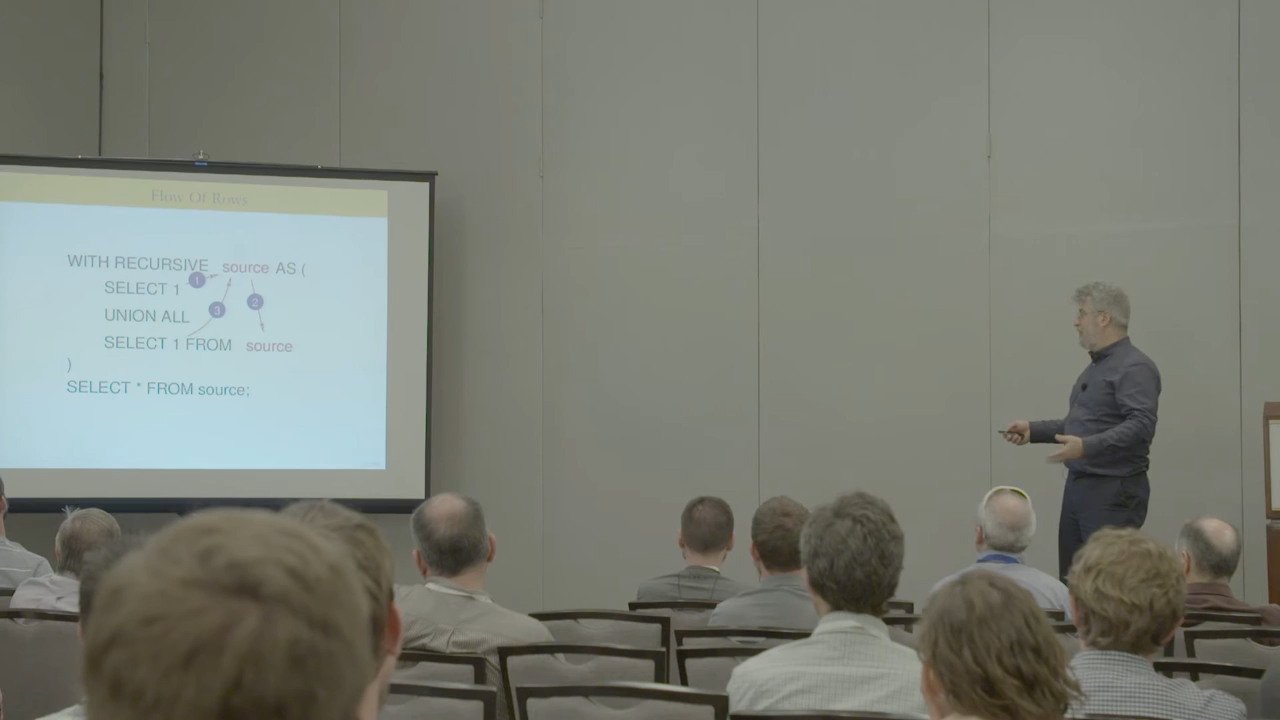 Flow Of Rows
WITH RECURSIVE source AS (
1
SELECT 1
2
3
UNION ALL
SELECT 1 FROM source
)
SELECT * FROM source;